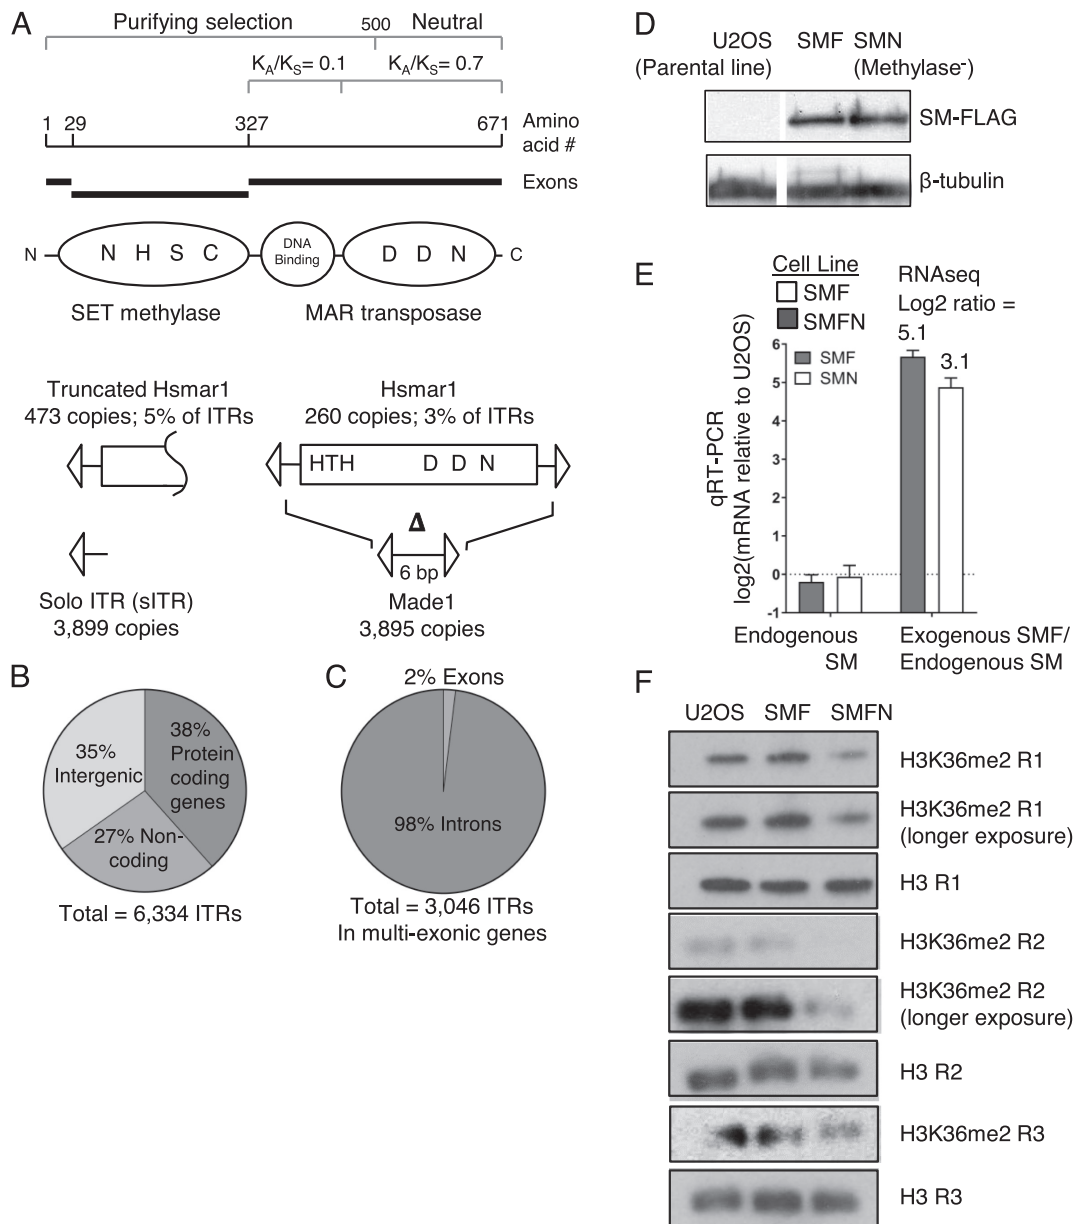 A
Purifying selection
500
Neutral
KA/KS= 0.1
KA/KS= 0.7
1 29 327 671 Amino
acid #
Exons
N
N H S C
DNA
Binding
D D N
C
SET methylase
MAR transposase
Truncated Hsmar1
473 copies; 5% of ITRs
Hsmar1
260 copies; 3% of ITRs
HTH D D N
Δ
6 bp
Solo ITR (sITR)
3,899 copies
Made1
3,895 copies
B
38%
Protein
coding
genes
35%
Intergenic
27% Non-
coding
Total = 6,334 ITRs
C
2% Exons
98% Introns
Total = 3,046 ITRs
In multi-exonic genes
D
U2OS
(Parental line)
SMF
SMN
(Methylase-)
SM-FLAG
β-tubulin
E
Cell Line
SMF
SMFN
RNAseq
Log2 ratio =
5.1
3.1
SMF
SMN
qRT-PCR
log2(mRNA relative to U2OS)
6
5
4
3
2
1
0
-1
Endogenous
SM
Exogenous SMF/
Endogenous SM
F
U2OS SMF SMFN
H3K36me2 R1
H3K36me2 R1
(longer exposure)
H3 R1
H3K36me2 R2
H3K36me2 R2
(longer exposure)
H3 R2
H3K36me2 R3
H3 R3